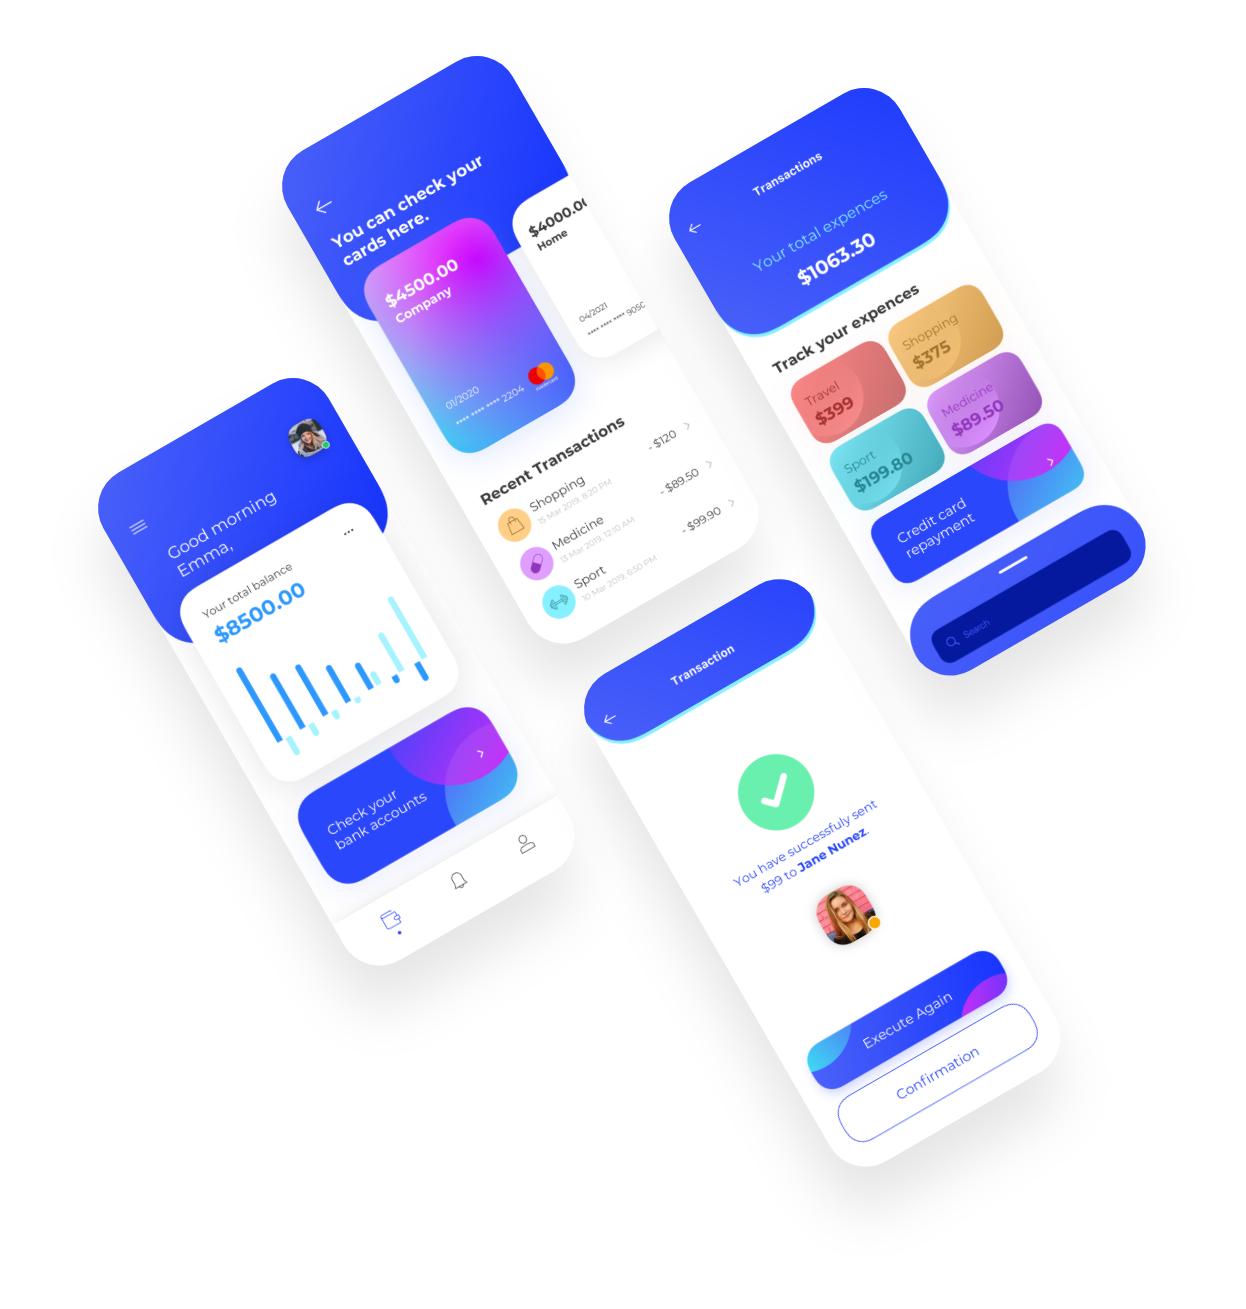 You can check your
cards here.
$4500.00
Company
01/2020
•••• •••• •••• 2204
mastercard
$4000.00
Home
04/2021
•••• •••• •••• 9050
Recent Transactions
Shopping
15 Mar 2019, 8:20 PM
- $120
Medicine
13 Mar 2019, 12:10 AM
- $89.50
Sport
10 Mar 2019, 6:50 PM
- $99.90
Transactions
Your total expences
$1063.30
Track your expences
Travel
$399
Shopping
$375
Sport
$199.80
Medicine
$89.50
Credit card
repayment
Search
Good morning
Emma,
Your total balance
$8500.00
Check your
bank accounts
Transaction
You have successfuly sent
$99 to Jane Nunez.
Execute Again
Confirmation